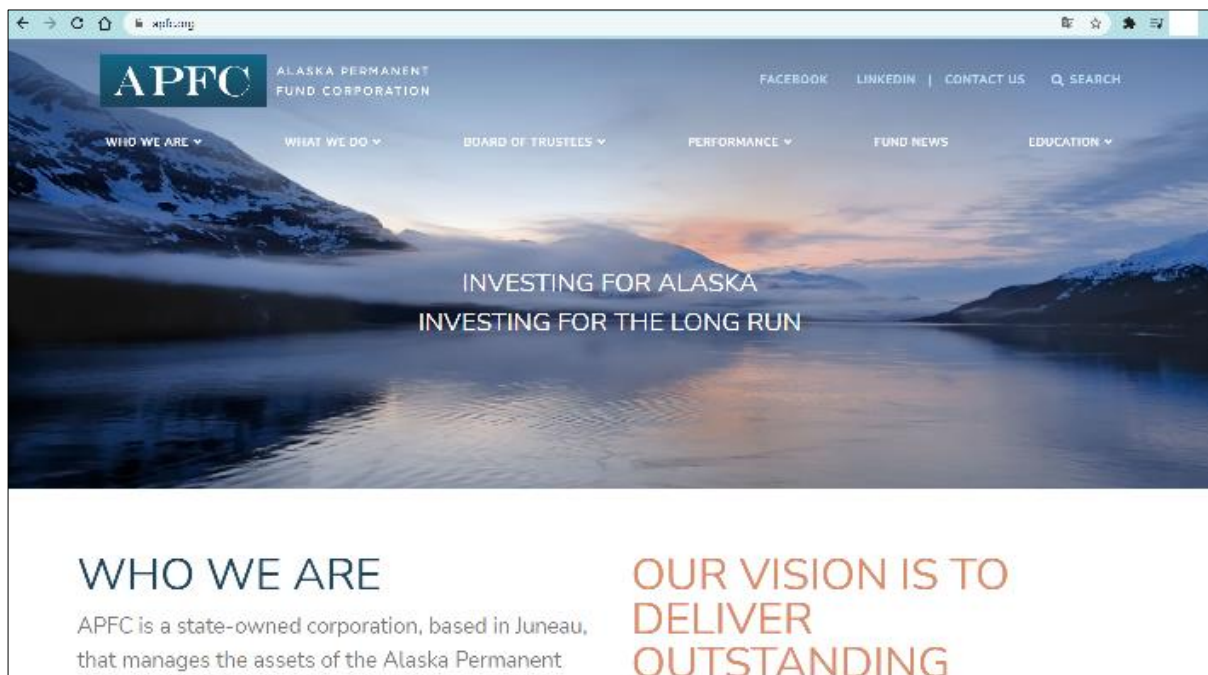 apfc.org
APFC
ALASKA PERMANENT
FUND CORPORATION
FACEBOOK LINKEDIN | CONTACT US SEARCH
WHO WE ARE WHAT WE DO BOARD OF TRUSTEES PERFORMANCE FUND NEWS EDUCATION
INVESTING FOR ALASKA
INVESTING FOR THE LONG RUN
WHO WE ARE
APFC is a state-owned corporation, based in Juneau,
that manages the assets of the Alaska Permanent
OUR VISION IS TO
DELIVER
OUTSTANDING